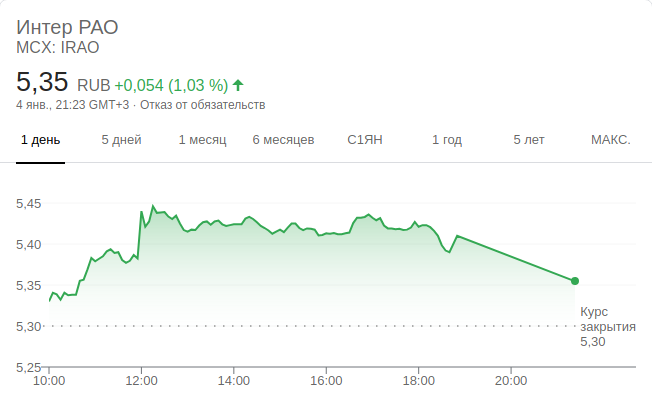 Интер РАО
MCX: IRAO
5,35 RUB +0,054 (1,03 %)
4 янв., 21:23 GMT+3 · Отказ от обязательств
1 день 5 дней 1 месяц 6 месяцев С1ЯН 1 год 5 лет МАКС.
5,45
5,40
5,35
5,30
5,25
Курс
закрытия
5,30
10:00 12:00 14:00 16:00 18:00 20:00